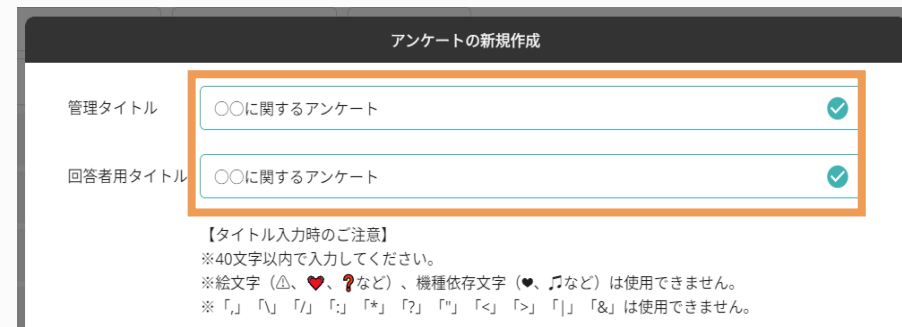 アンケートの新規作成
管理タイトル
○○に関するアンケート
回答者用タイトル
○○に関するアンケート
【タイトル入力時のご注意】
※40文字以内で入力してください。
※絵文字（⚠、❤、❓など）、機種依存文字（♥、♫など）は使用できません。
※「,」「\」「/」「:」「*」「?」「"」「<」「>」「|」「&」は使用できません。